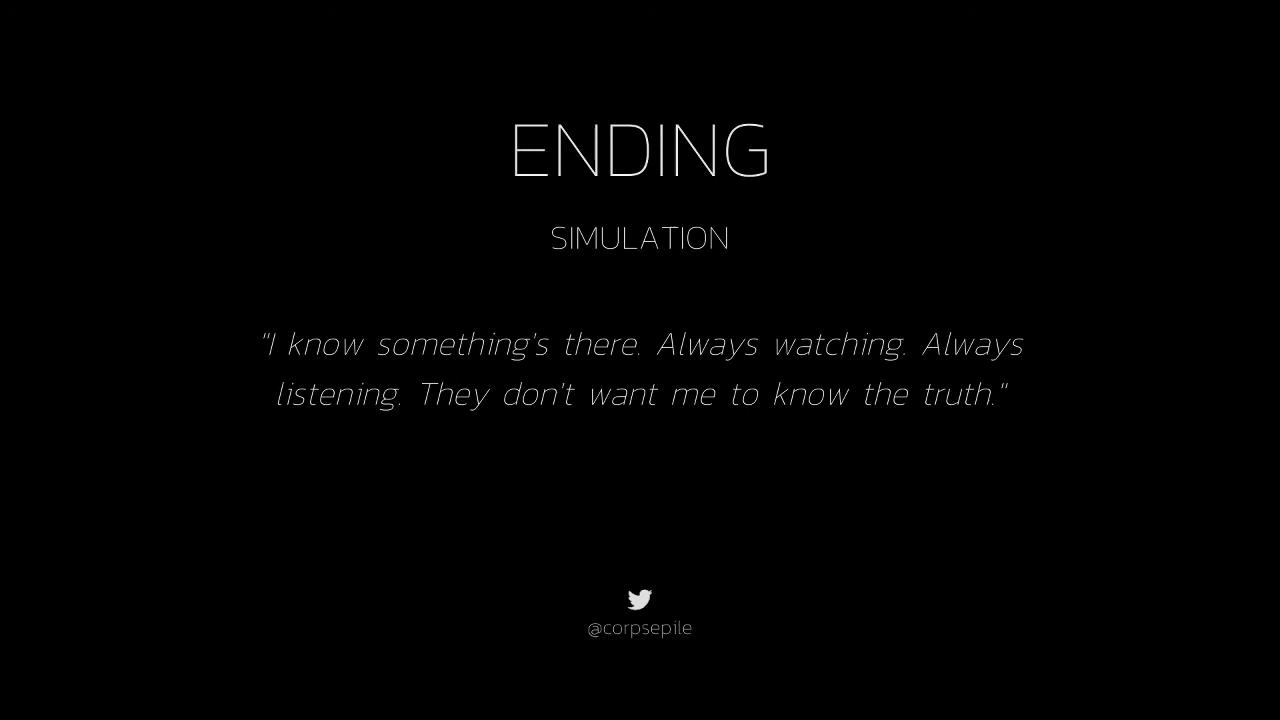 ENDING
SIMULATION
"I know something's there. Always watching. Always
listening. They don't want me to know the truth."
@corpsepile